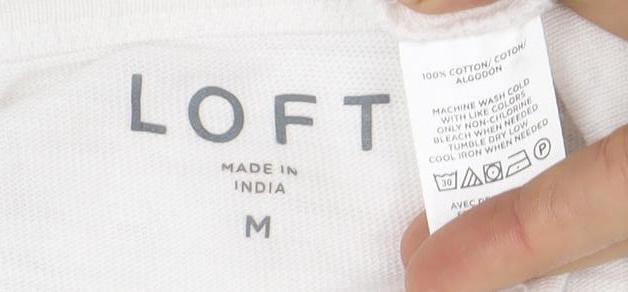 LOFT
MADE IN
INDIA
M
100% COTTON/ COTON/
ALGODÓN
MACHINE WASH COLD
WITH LIKE COLORS
ONLY NON-CHLORINE
BLEACH WHEN NEEDED
TUMBLE DRY LOW
COOL IRON WHEN NEEDED
30
P
AVEC